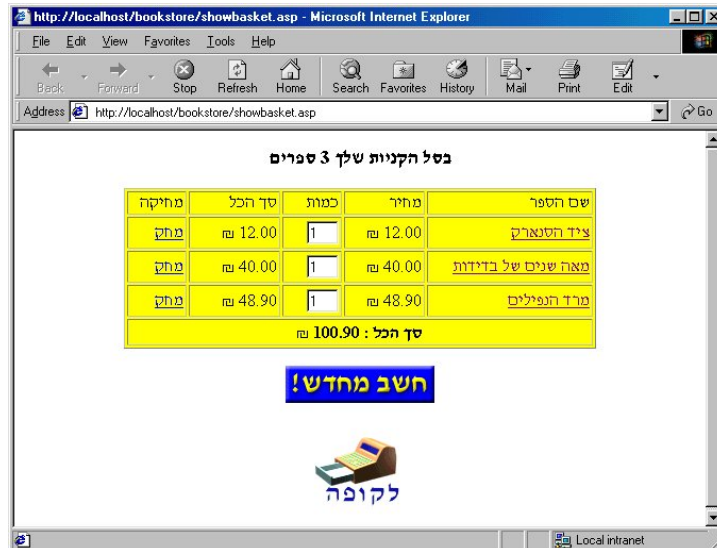 http://localhost/bookstore/showbasket.asp - Microsoft Internet Explorer
File Edit View Favorites Tools Help
Back Forward Stop Refresh Home Search Favorites History Mail Print Edit
Address http://localhost/bookstore/showbasket.asp Go
בסל הקניות שלך 3 ספרים
שם הספר מחיר כמות סך הכל מחיקה
ציד הסנארק 12.00 ₪ 1 12.00 ₪ מחק
מאה שנים של בדידות 40.00 ₪ 1 40.00 ₪ מחק
מרד הנפילים 48.90 ₪ 1 48.90 ₪ מחק
סך הכל : 100.90 ₪
חשב מחדש!
לקופה
Local intranet